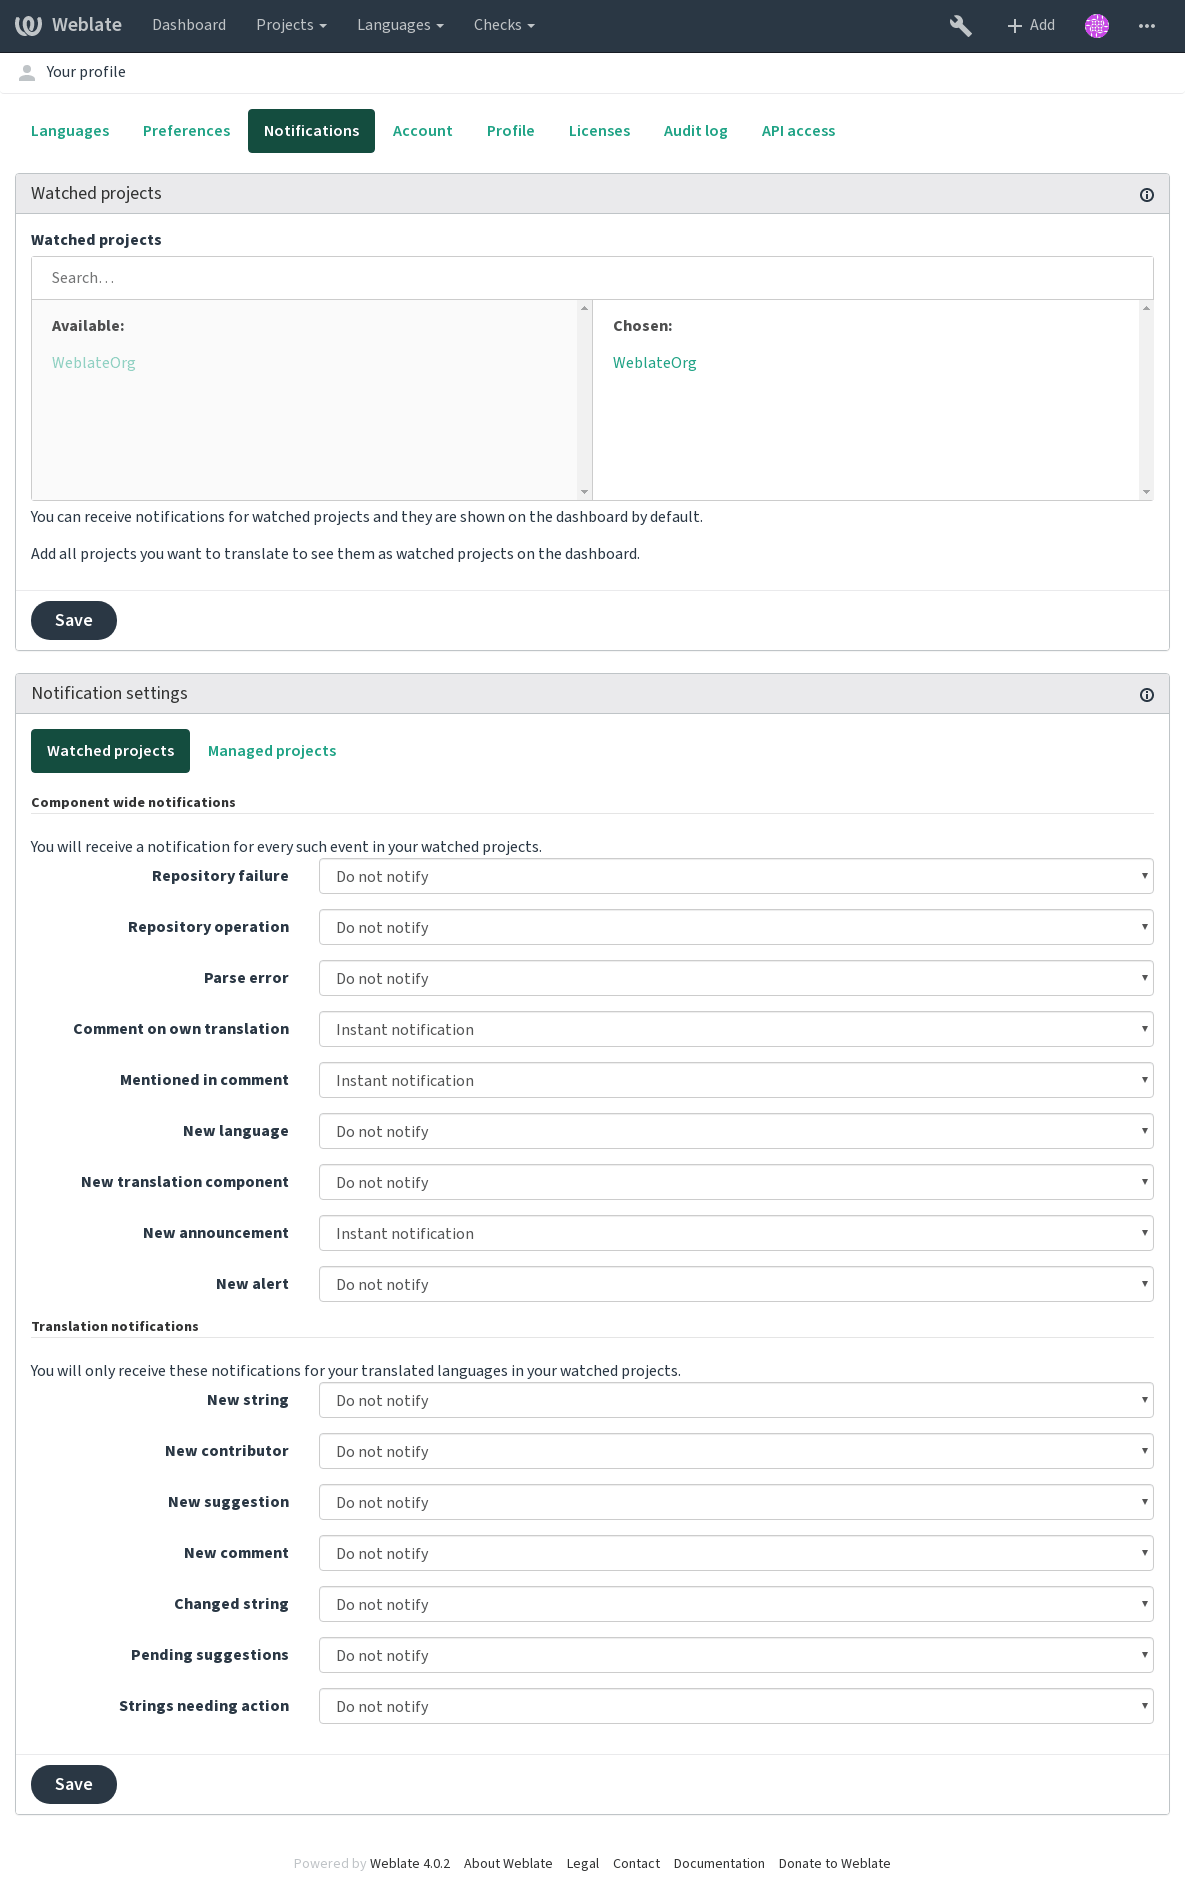 Weblate Dashboard Projects Languages Checks Add
Your profile
Languages Preferences Notifications Account Profile Licenses Audit log API access
Watched projects
Watched projects
Search...
Available: Chosen:
WeblateOrg WeblateOrg
You can receive notifications for watched projects and they are shown on the dashboard by default.
Add all projects you want to translate to see them as watched projects on the dashboard.
Save
Notification settings
Watched projects Managed projects
Component wide notifications
You will receive a notification for every such event in your watched projects.
Repository failure Do not notify
Repository operation Do not notify
Parse error Do not notify
Comment on own translation Instant notification
Mentioned in comment Instant notification
New language Do not notify
New translation component Do not notify
New announcement Instant notification
New alert Do not notify
Translation notifications
You will only receive these notifications for your translated languages in your watched projects.
New string Do not notify
New contributor Do not notify
New suggestion Do not notify
New comment Do not notify
Changed string Do not notify
Pending suggestions Do not notify
Strings needing action Do not notify
Save
Powered by Weblate 4.0.2 About Weblate Legal Contact Documentation Donate to Weblate